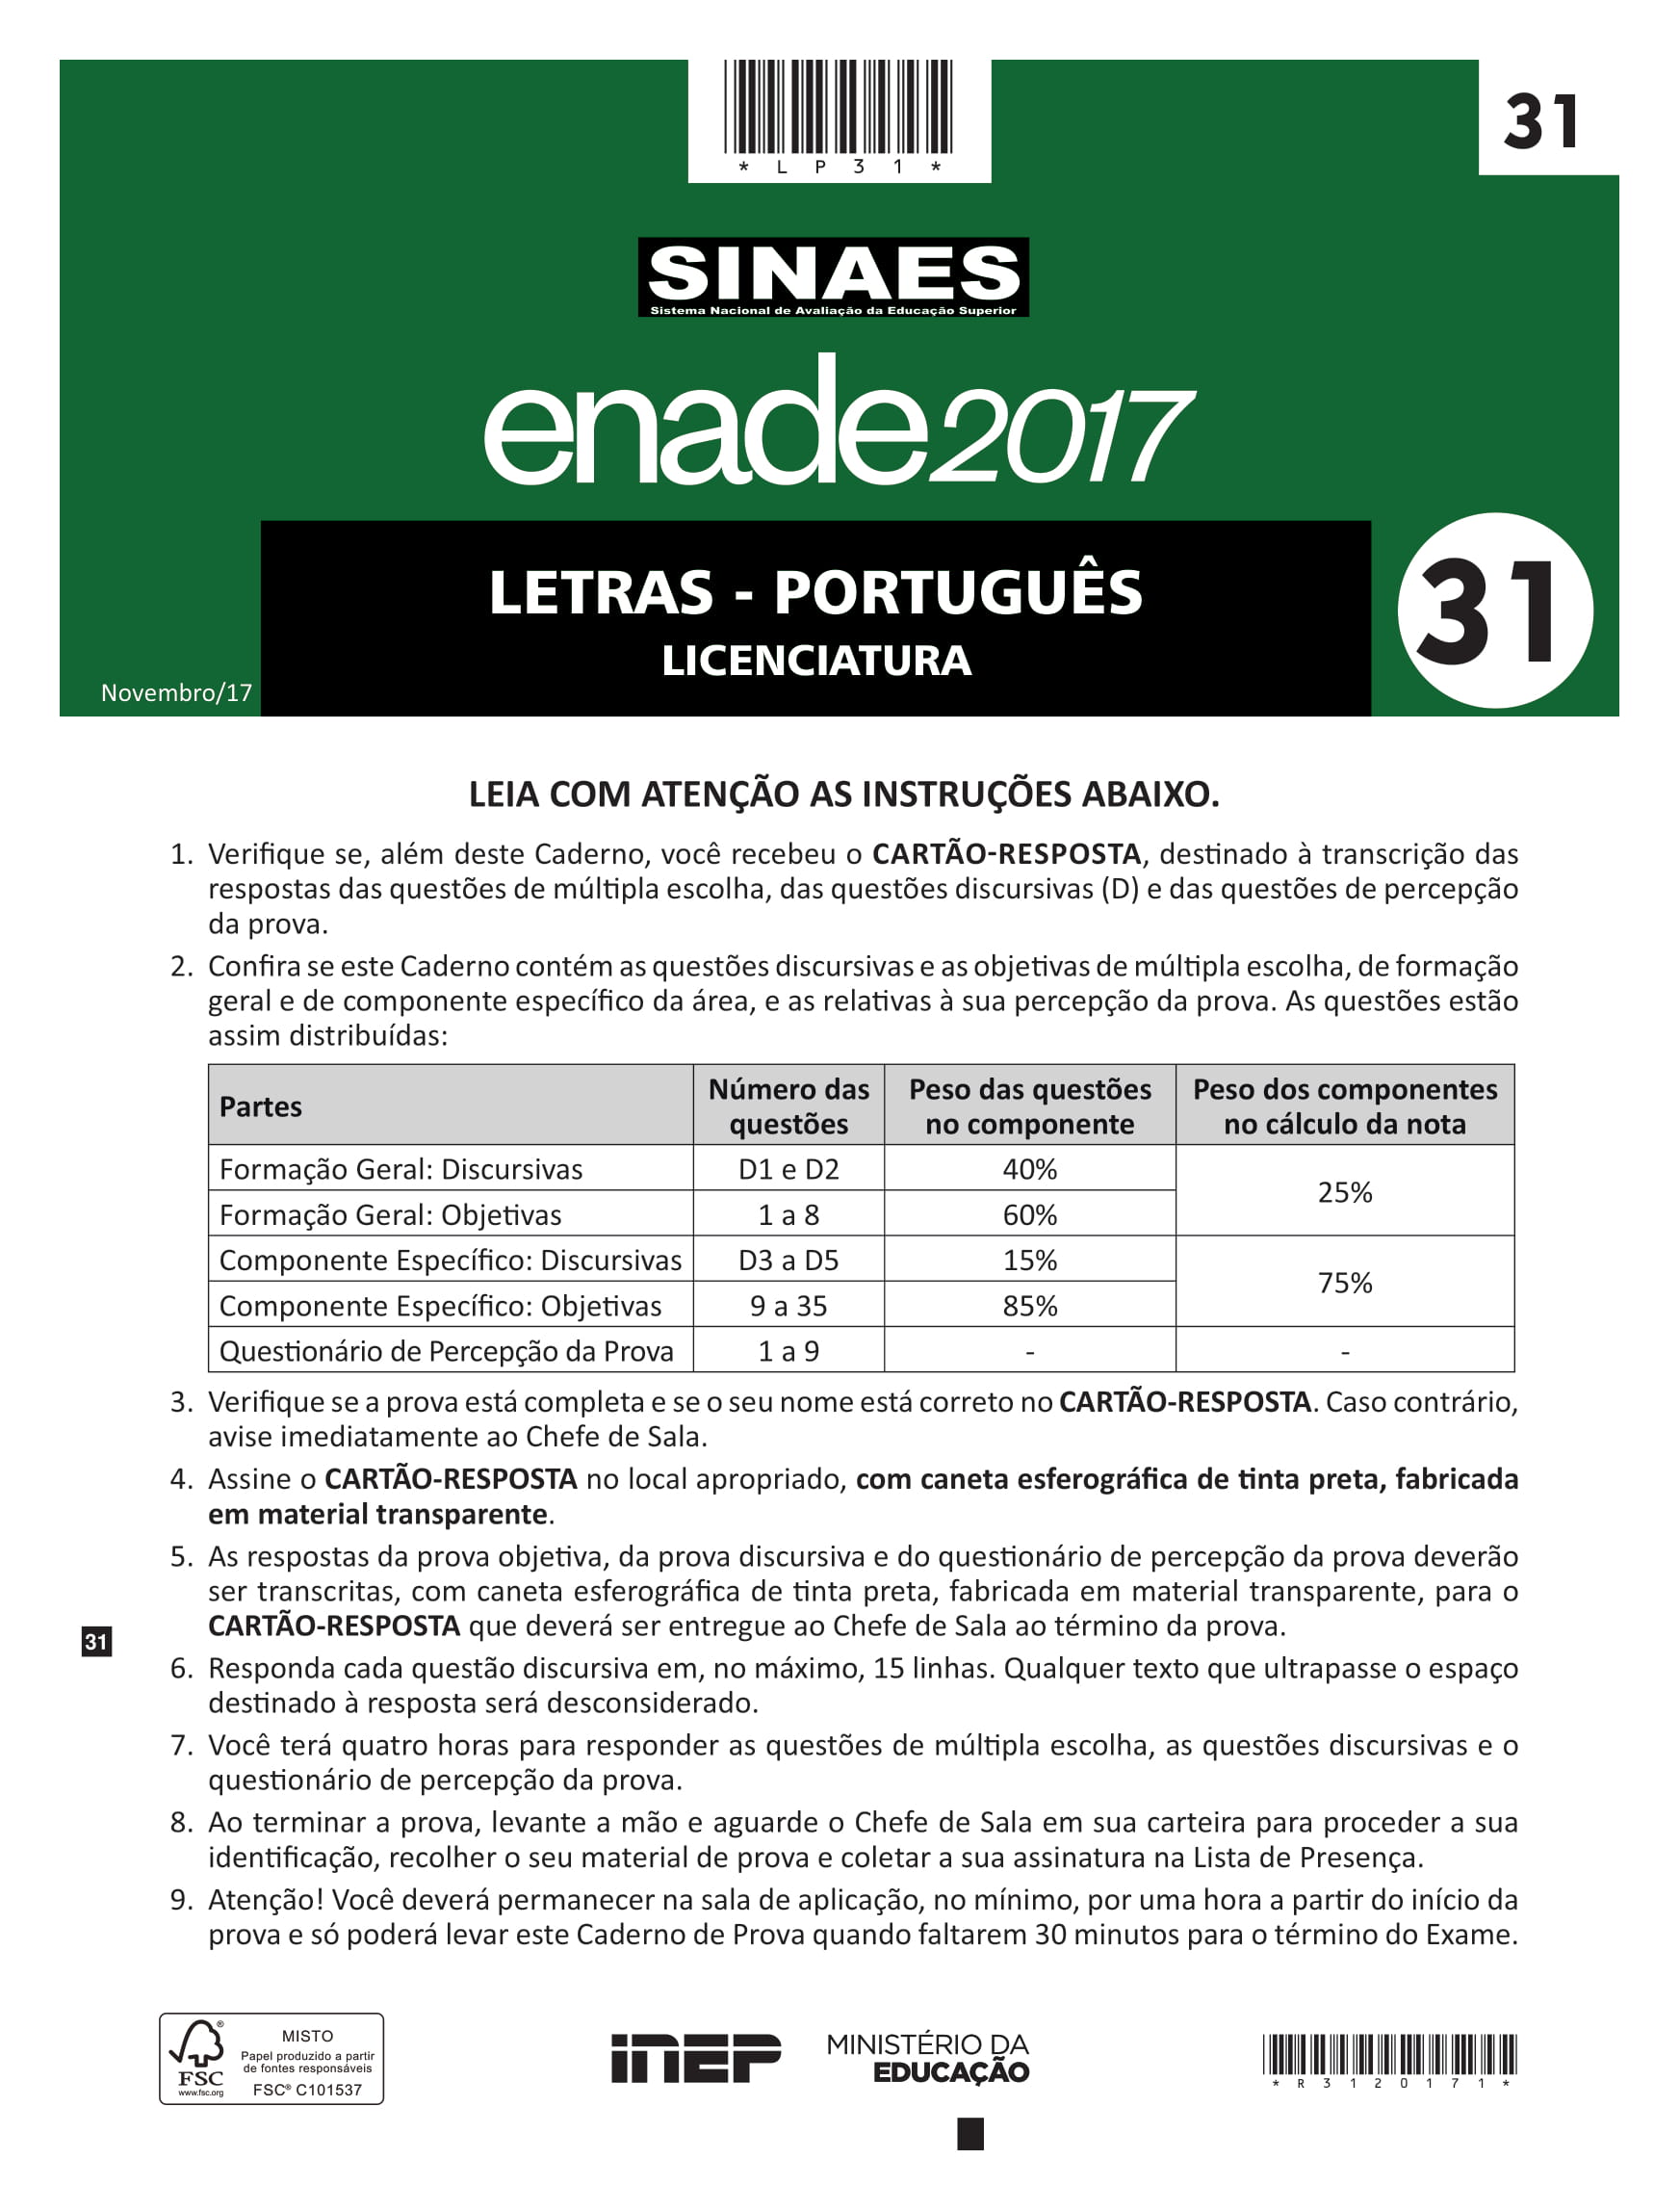 * L P 3 1 *
31
SINAES
Sistema Nacional de Avaliação da Educação Superior
enade2017
LETRAS - PORTUGUÊS
LICENCIATURA
31
Novembro/17
LEIA COM ATENÇÃO AS INSTRUÇÕES ABAIXO.
1. Verifique se, além deste Caderno, você recebeu o CARTÃO-RESPOSTA, destinado à transcrição das
respostas das questões de múltipla escolha, das questões discursivas (D) e das questões de percepção
da prova.
2. Confira se este Caderno contém as questões discursivas e as objetivas de múltipla escolha, de formação
geral e de componente específico da área, e as relativas à sua percepção da prova. As questões estão
assim distribuídas:
Partes
Número das
questões
Peso das questões
no componente
Peso dos componentes
no cálculo da nota
Formação Geral: Discursivas D1 e D2 40%
25%
Formação Geral: Objetivas 1 a 8 60%
Componente Específico: Discursivas D3 a D5 15%
75%
Componente Específico: Objetivas 9 a 35 85%
Questionário de Percepção da Prova 1 a 9 - -
3. Verifique se a prova está completa e se o seu nome está correto no CARTÃO-RESPOSTA. Caso contrário,
avise imediatamente ao Chefe de Sala.
4. Assine o CARTÃO-RESPOSTA no local apropriado, com caneta esferográfica de tinta preta, fabricada
em material transparente.
5. As respostas da prova objetiva, da prova discursiva e do questionário de percepção da prova deverão
ser transcritas, com caneta esferográfica de tinta preta, fabricada em material transparente, para o
CARTÃO-RESPOSTA que deverá ser entregue ao Chefe de Sala ao término da prova.
31
6. Responda cada questão discursiva em, no máximo, 15 linhas. Qualquer texto que ultrapasse o espaço
destinado à resposta será desconsiderado.
7. Você terá quatro horas para responder as questões de múltipla escolha, as questões discursivas e o
questionário de percepção da prova.
8. Ao terminar a prova, levante a mão e aguarde o Chefe de Sala em sua carteira para proceder a sua
identificação, recolher o seu material de prova e coletar a sua assinatura na Lista de Presença.
9. Atenção! Você deverá permanecer na sala de aplicação, no mínimo, por uma hora a partir do início da
prova e só poderá levar este Caderno de Prova quando faltarem 30 minutos para o término do Exame.
®
FSC
www.fsc.org
MISTO
Papel produzido a partir
de fontes responsáveis
FSC® C101537
INEP
MINISTÉRIO DA
EDUCAÇÃO
* R 3 1 2 0 1 7 1 *